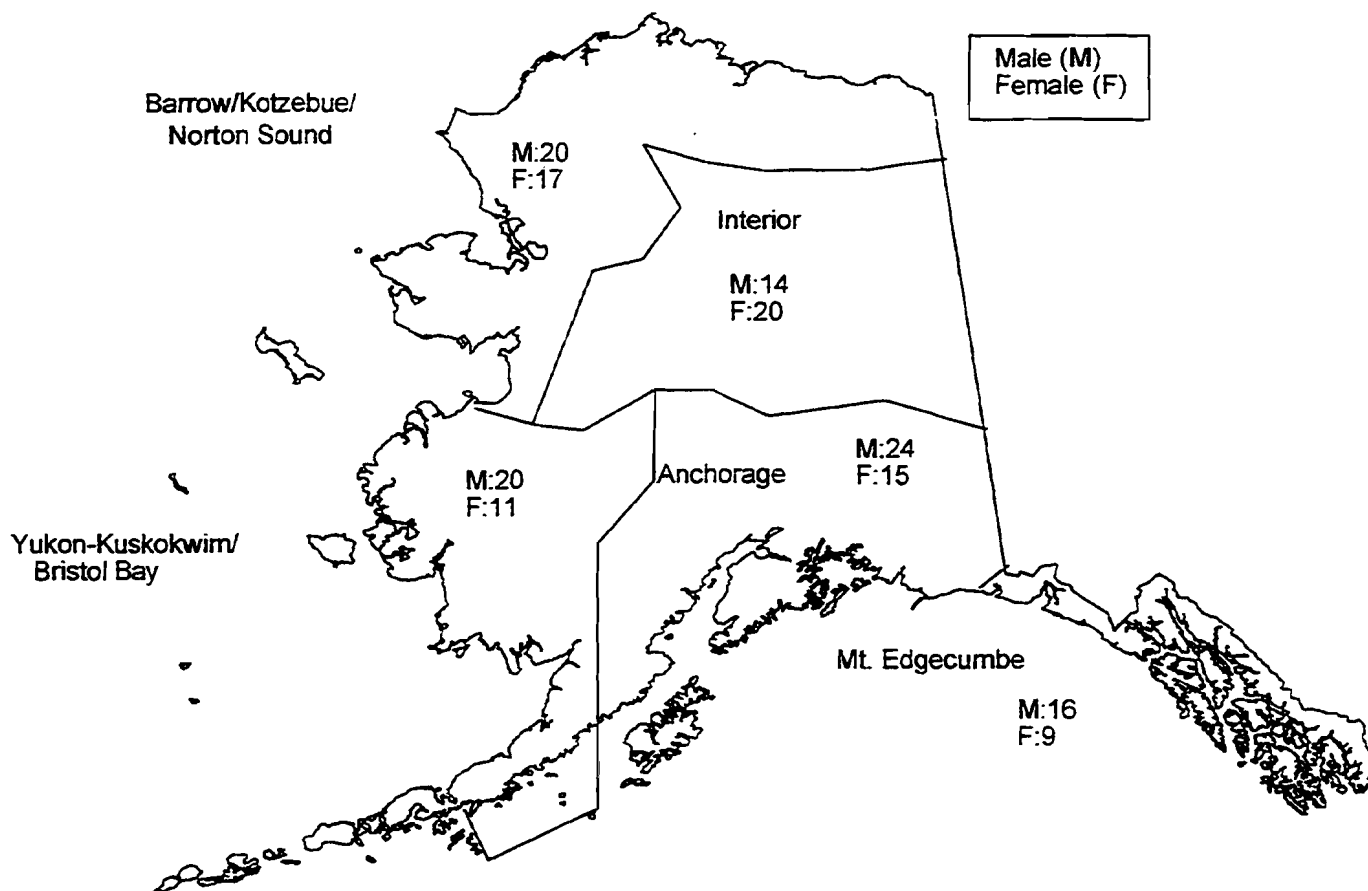 Male (M)
Female (F)
Barrow/Kotzebue/
Norton Sound
M:20
F:17
Interior
M:14
F:20
M:24
F:15
Anchorage
M:20
F:11
Yukon-Kuskokwim/
Bristol Bay
Mt. Edgecumbe
M:16
F:9